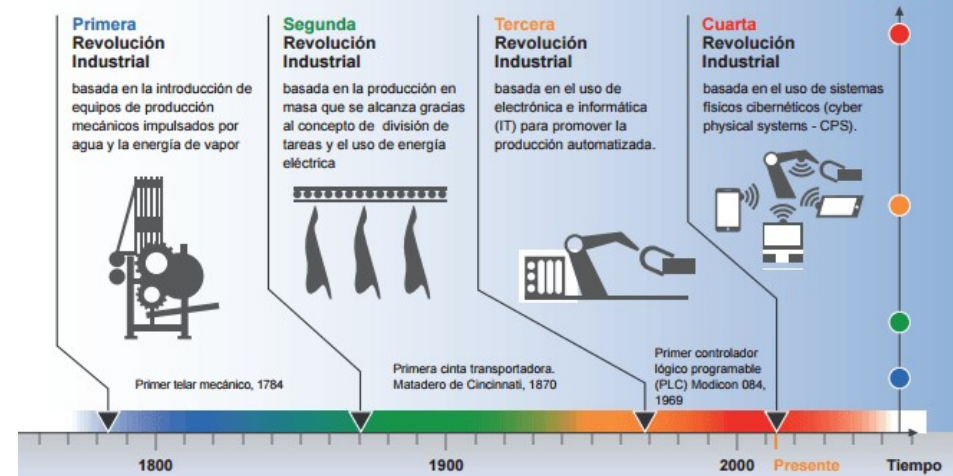 Primera
Revolución
Industrial
basada en la introducción de
equipos de producción
mecánicos impulsados por
agua y la energía de vapor
Segunda
Revolución
Industrial
basada en la producción en
masa que se alcanza gracias
al concepto de división de
tareas y el uso de energía
eléctrica
Tercera
Revolución
Industrial
basada en el uso de
electrónica e informática
(IT) para promover la
producción automatizada.
Cuarta
Revolución
Industrial
basada en el uso de sistemas
físicos cibernéticos (cyber
physical systems - CPS).
Primer telar mecánico, 1784
Primera cinta transportadora.
Matadero de Cincinnati, 1870
Primer controlador
lógico programable
(PLC) Modicon 084,
1969
1800
1900
2000
Presente
Tiempo